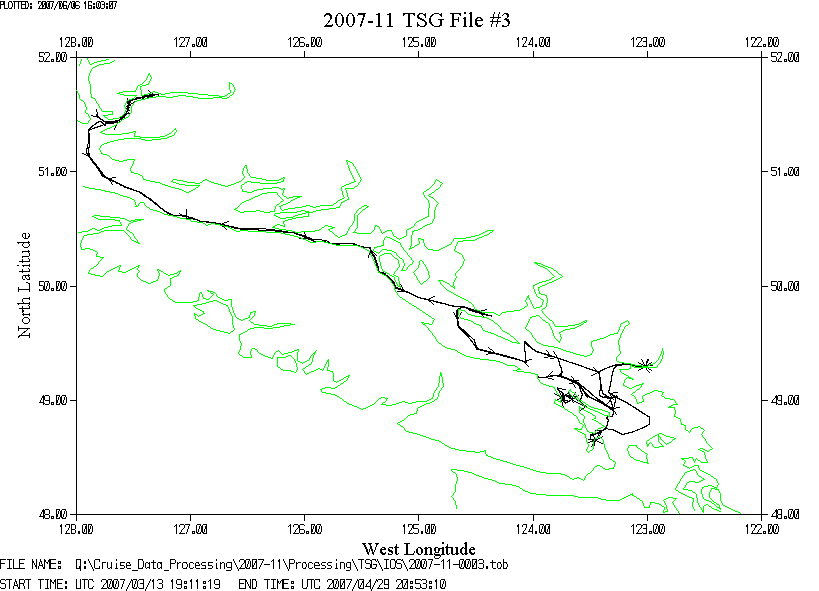 PLOTTED: 2007/06/06 16:03:07
2007-11 TSG File #3
128.00 127.00 126.00 125.00 124.00 123.00 122.00
52.00 52.00
51.00 51.00
50.00 50.00
49.00 49.00
48.00 48.00
North Latitude
128.00 127.00 126.00 125.00 124.00 123.00 122.00
West Longitude
FILE NAME: Q:\Cruise_Data_Processing\2007-11\Processing\TSG\IOS\2007-11-0003.tob
START TIME: UTC 2007/03/13 19:11:19 END TIME: UTC 2007/04/29 20:53:10